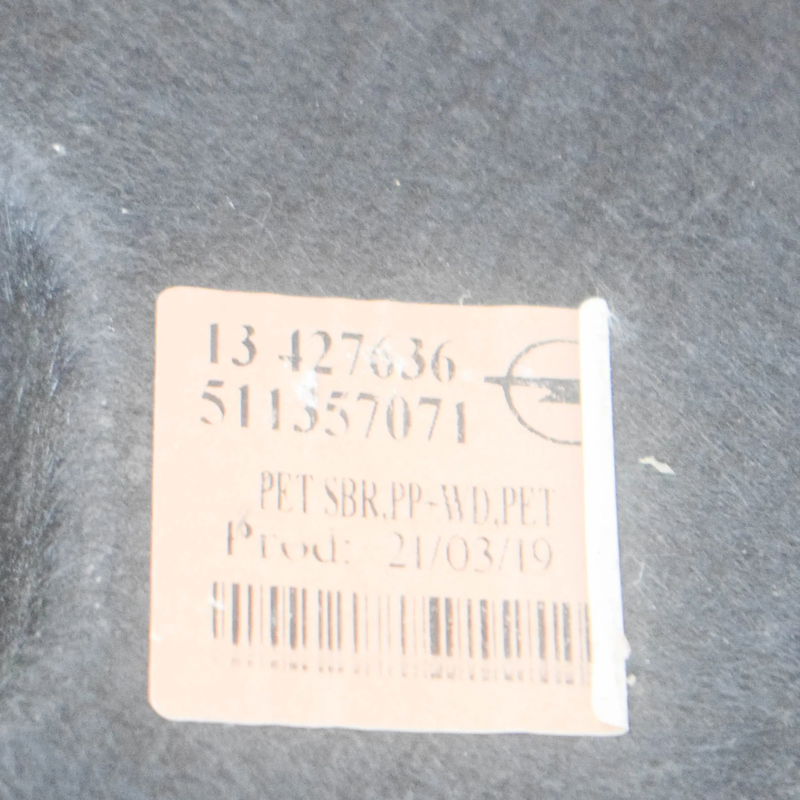 13 427636
511357071
PET SBR,PP-WD,PET
Prod: 21/03/19